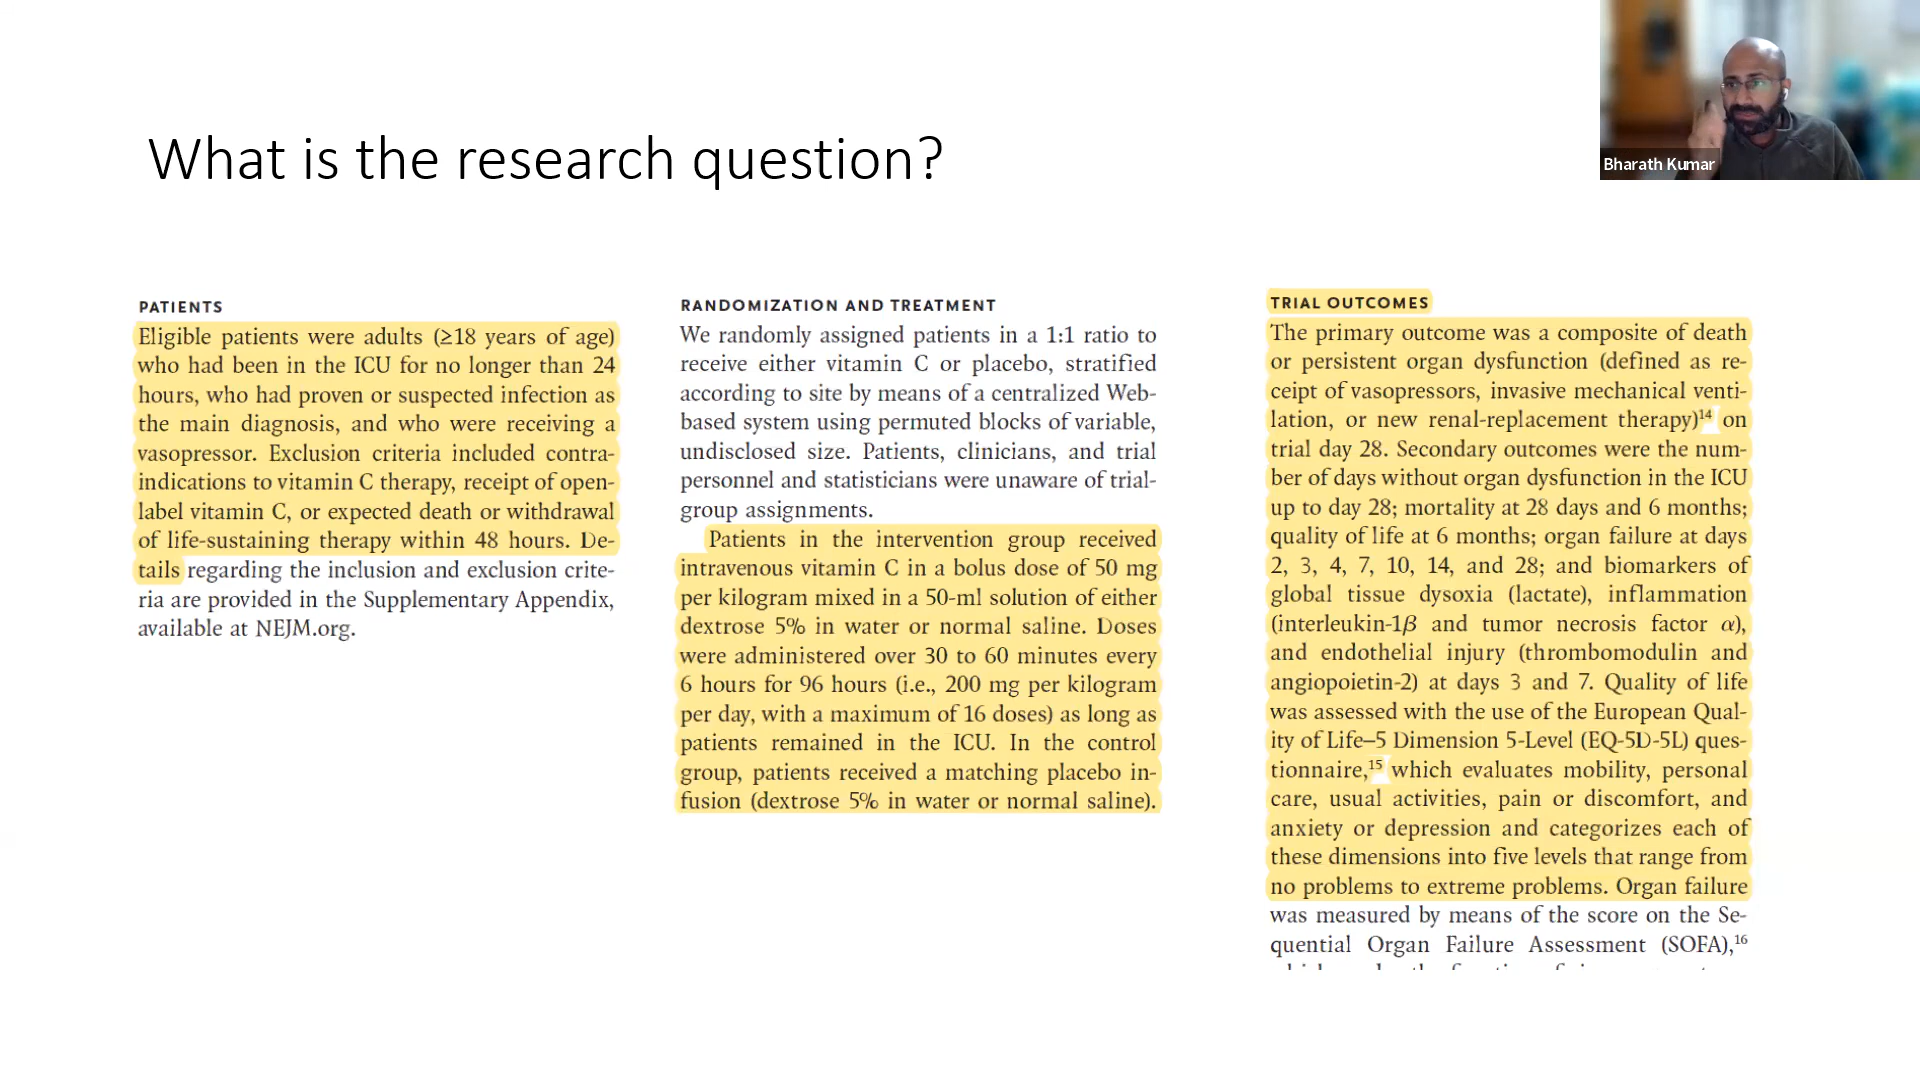 What is the research question?
Bharath Kumar
PATIENTS
Eligible patients were adults (≥18 years of age)
who had been in the ICU for no longer than 24
hours, who had proven or suspected infection as
the main diagnosis, and who were receiving a
vasopressor. Exclusion criteria included contra-
indications to vitamin C therapy, receipt of open-
label vitamin C, or expected death or withdrawal
of life-sustaining therapy within 48 hours. De-
tails regarding the inclusion and exclusion crite-
ria are provided in the Supplementary Appendix,
available at NEJM.org.
RANDOMIZATION AND TREATMENT
We randomly assigned patients in a 1:1 ratio to
receive either vitamin C or placebo, stratified
according to site by means of a centralized Web-
based system using permuted blocks of variable,
undisclosed size. Patients, clinicians, and trial
personnel and statisticians were unaware of trial-
group assignments.
Patients in the intervention group received
intravenous vitamin C in a bolus dose of 50 mg
per kilogram mixed in a 50-ml solution of either
dextrose 5% in water or normal saline. Doses
were administered over 30 to 60 minutes every
6 hours for 96 hours (i.e., 200 mg per kilogram
per day, with a maximum of 16 doses) as long as
patients remained in the ICU. In the control
group, patients received a matching placebo in-
fusion (dextrose 5% in water or normal saline).
TRIAL OUTCOMES
The primary outcome was a composite of death
or persistent organ dysfunction (defined as re-
ceipt of vasopressors, invasive mechanical venti-
lation, or new renal-replacement therapy)¹⁴ on
trial day 28. Secondary outcomes were the num-
ber of days without organ dysfunction in the ICU
up to day 28; mortality at 28 days and 6 months;
quality of life at 6 months; organ failure at days
2, 3, 4, 7, 10, 14, and 28; and biomarkers of
global tissue dysoxia (lactate), inflammation
(interleukin-1β and tumor necrosis factor α),
and endothelial injury (thrombomodulin and
angiopoietin-2) at days 3 and 7. Quality of life
was assessed with the use of the European Qual-
ity of Life–5 Dimension 5-Level (EQ-5D-5L) ques-
tionnaire,¹⁵ which evaluates mobility, personal
care, usual activities, pain or discomfort, and
anxiety or depression and categorizes each of
these dimensions into five levels that range from
no problems to extreme problems. Organ failure
was measured by means of the score on the Se-
quential Organ Failure Assessment (SOFA),¹⁶